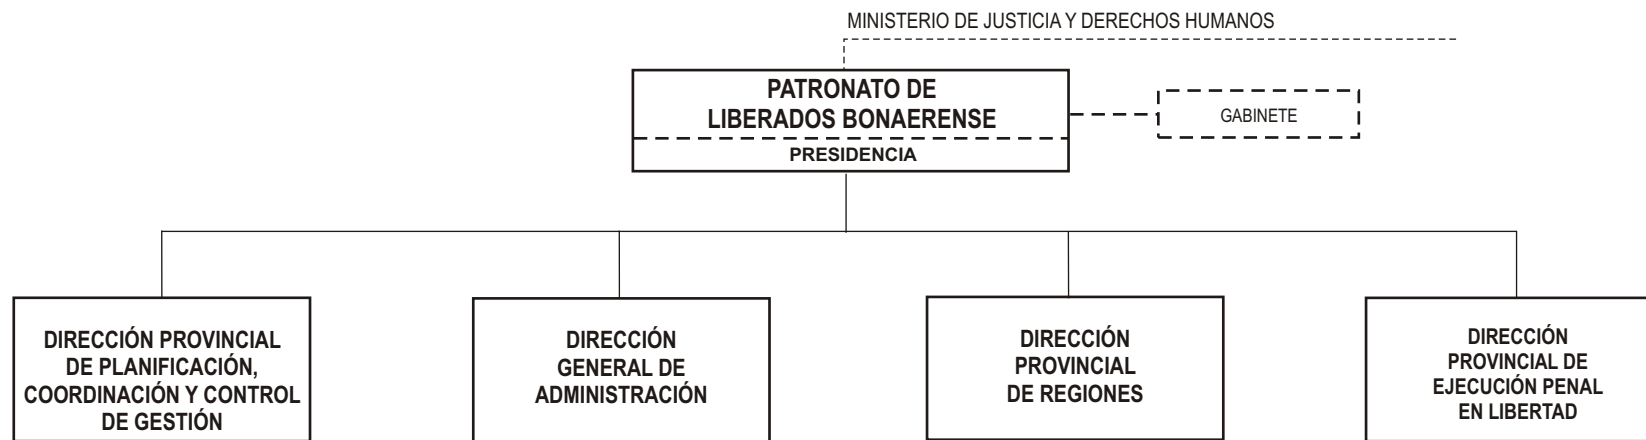 MINISTERIO DE JUSTICIA Y DERECHOS HUMANOS
PATRONATO DE
LIBERADOS BONAERENSE
PRESIDENCIA
GABINETE
DIRECCIÓN PROVINCIAL
DE PLANIFICACIÓN,
COORDINACIÓN Y CONTROL
DE GESTIÓN
DIRECCIÓN
GENERAL DE
ADMINISTRACIÓN
DIRECCIÓN
PROVINCIAL
DE REGIONES
DIRECCIÓN
PROVINCIAL DE
EJECUCIÓN PENAL
EN LIBERTAD